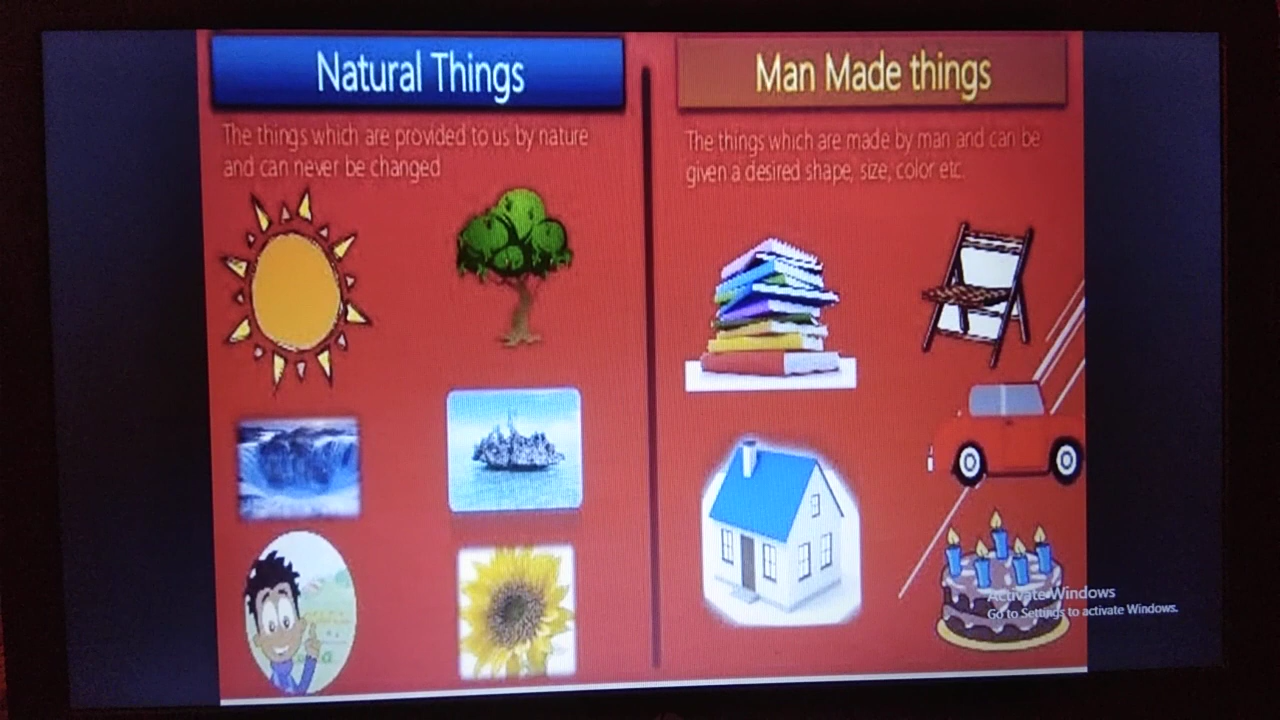 Natural Things
The things which are provided to us by nature
and can never be changed
Man Made things
The things which are made by man and can be
given a desired shape, size, color etc.
Activate Windows
Go to Settings to activate Windows.